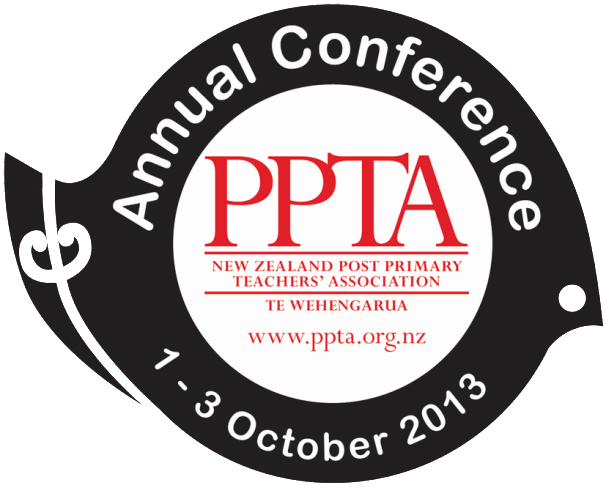 Annual Conference
PPTA
NEW ZEALAND POST PRIMARY
TEACHERS' ASSOCIATION
TE WEHENGARUA
www.ppta.org.nz
1 - 3 October 2013